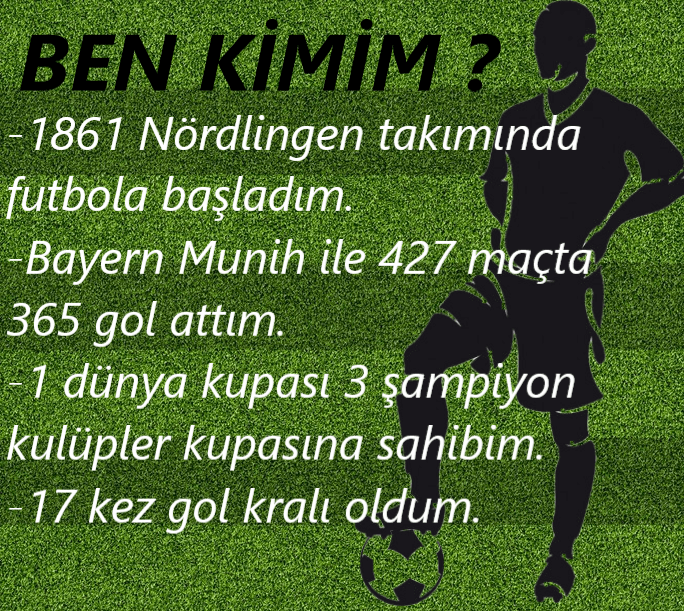 BEN KİMİM ?
-1861 Nördlingen takımında
futbola başladım.
-Bayern Munih ile 427 maçta
365 gol attım.
-1 dünya kupası 3 şampiyon
kulüpler kupasına sahibim.
-17 kez gol kralı oldum.